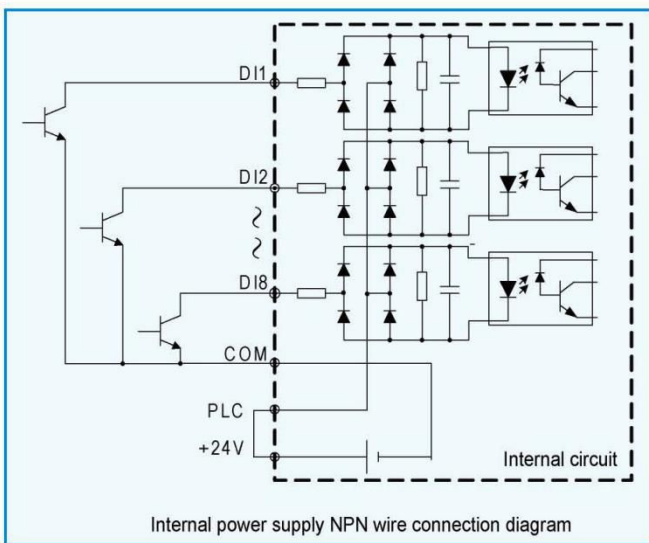 DI1
DI2
DI8
COM
PLC
+24V
Internal circuit
Internal power supply NPN wire connection diagram